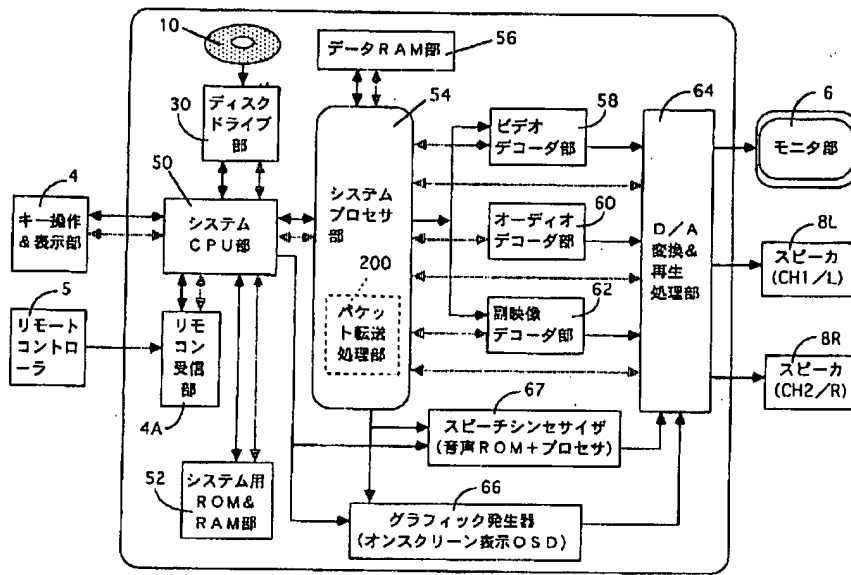 10
データRAM部
56
ディスク
ドライブ
部
30
54
64
58
ビデオ
デコーダ部
6
モニタ部
50
システム
CPU部
4
キー操作
&表示部
システム
プロセサ
部
オーディオ
デコーダ部
60
D/A
変換&
再生
処理部
8L
スピーカ
(CH1/L)
200
パケッ
ト転送
処理部
62
副映像
デコーダ部
5
リモート
コントロ
ーラ
リモ
コン
受信
部
4A
8R
スピーカ
(CH2/R)
67
スピーチシンセサイザ
(音声ROM+プロセサ)
52
システム用
ROM&
RAM部
66
グラフィック発生器
(オンスクリーン表示OSD)